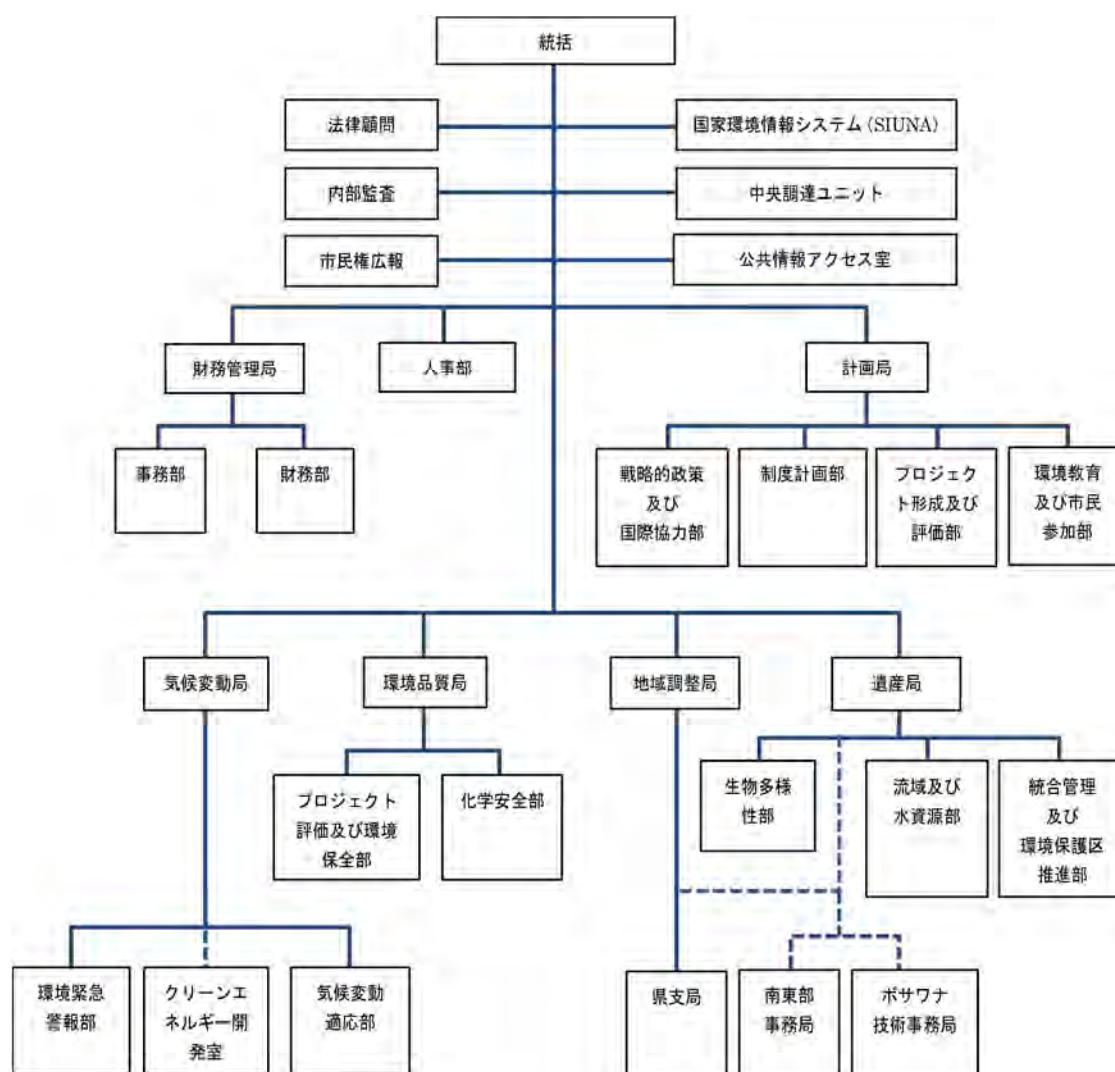 統括
法律顧問
国家環境情報システム（SIUNA）
内部監査
中央調達ユニット
市民権広報
公共情報アクセス室
財務管理局
人事部
計画局
事務部
財務部
戦略的政策
及び
国際協力部
制度計画部
プロジェク
ト形成及び
評価部
環境教育
及び市民
参加部
気候変動局
環境品質局
地域調整局
遺産局
プロジェクト
評価及び環境
保全部
化学安全部
生物多様
性部
流域及び
水資源部
統合管理
及び
環境保護区
推進部
環境緊急
警報部
クリーンエ
ネルギー開
発室
気候変動
適応部
県支局
南東部
事務局
ボサワナ
技術事務局